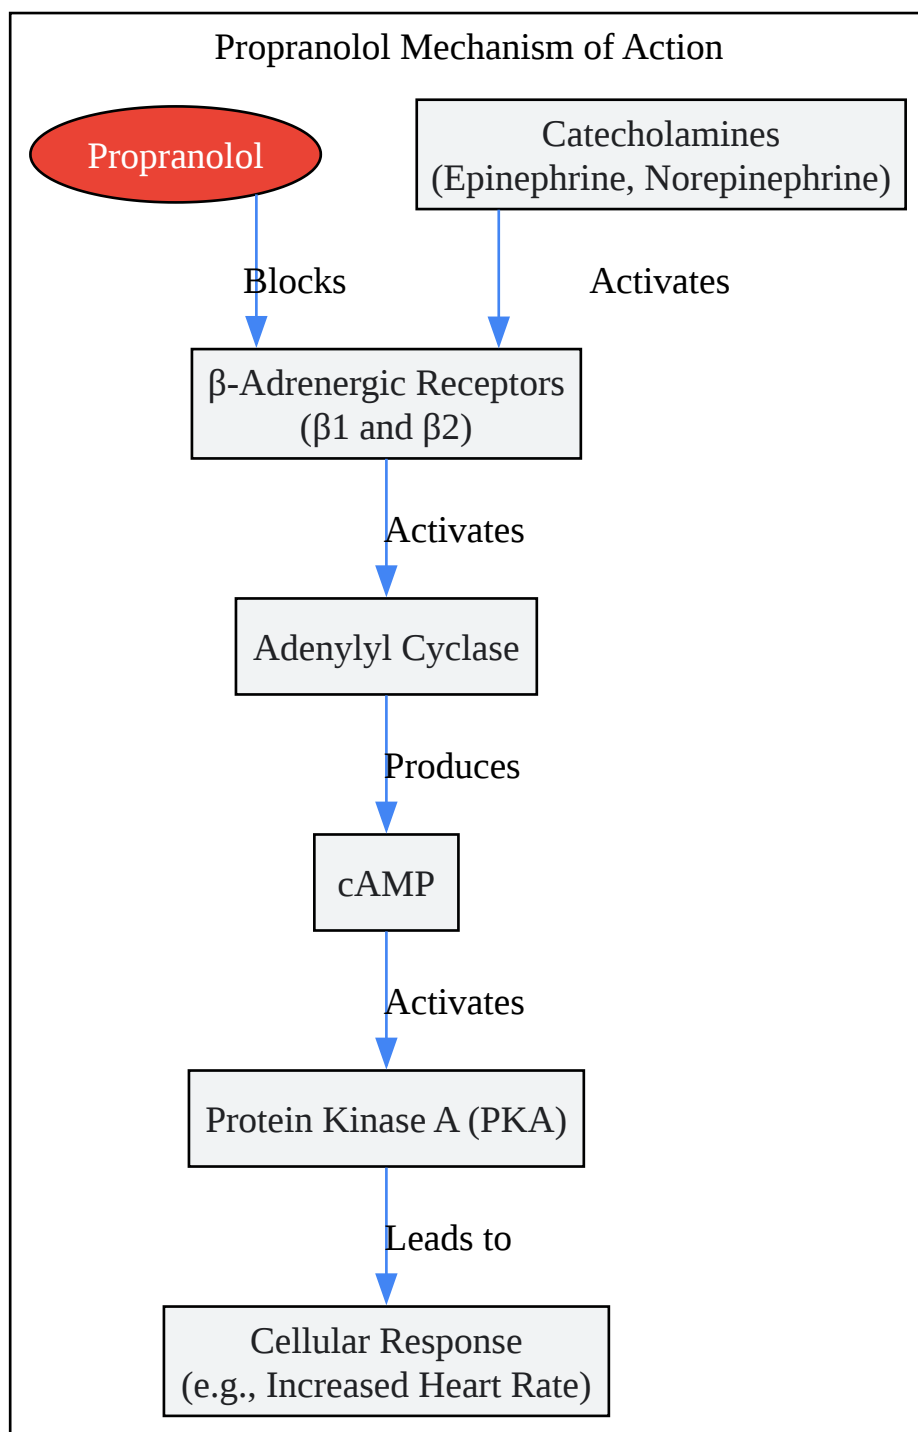 Propranolol Mechanism of Action
Propranolol
Catecholamines
(Epinephrine, Norepinephrine)
Blocks
Activates
β-Adrenergic Receptors
(β1 and β2)
Activates
Adenylyl Cyclase
Produces
cAMP
Activates
Protein Kinase A (PKA)
Leads to
Cellular Response
(e.g., Increased Heart Rate)